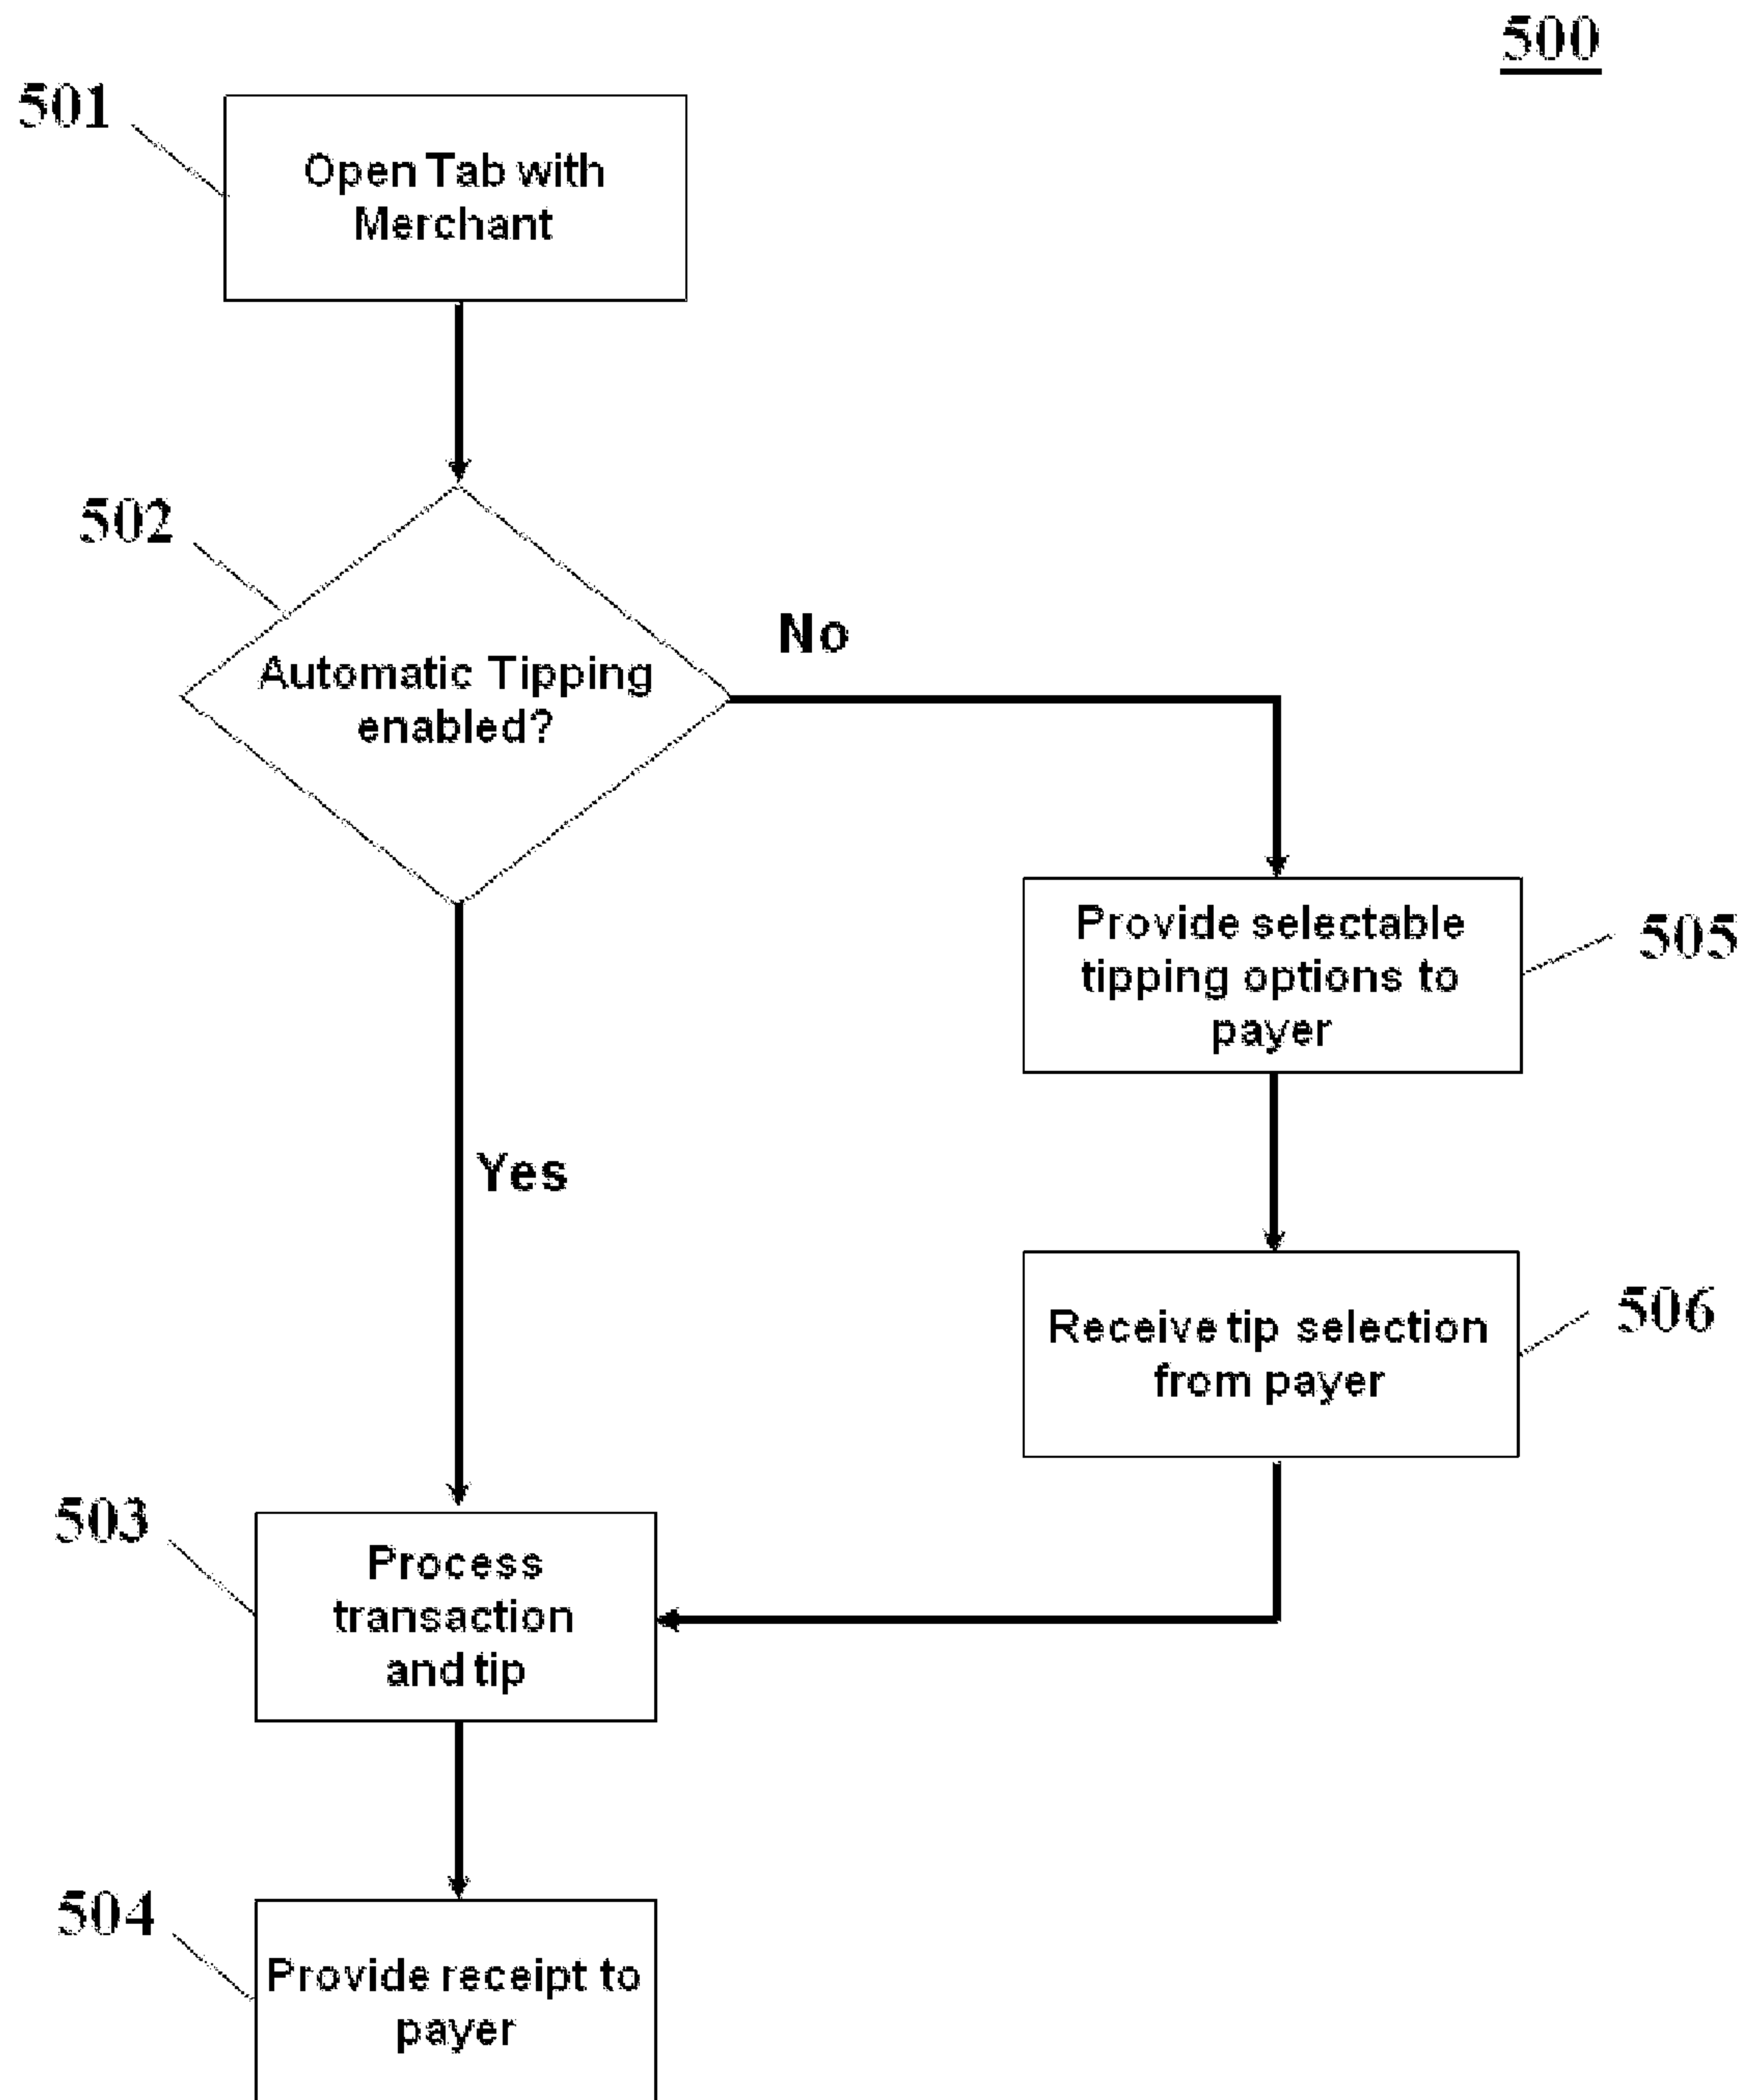 500
501
Open Tab with
Merchant
502
No
Automatic Tipping
enabled?
Provide selectable
tipping options to
payer
505
Yes
Receive tip selection
from payer
506
503
Process
transaction
and tip
504
Provide receipt to
payer